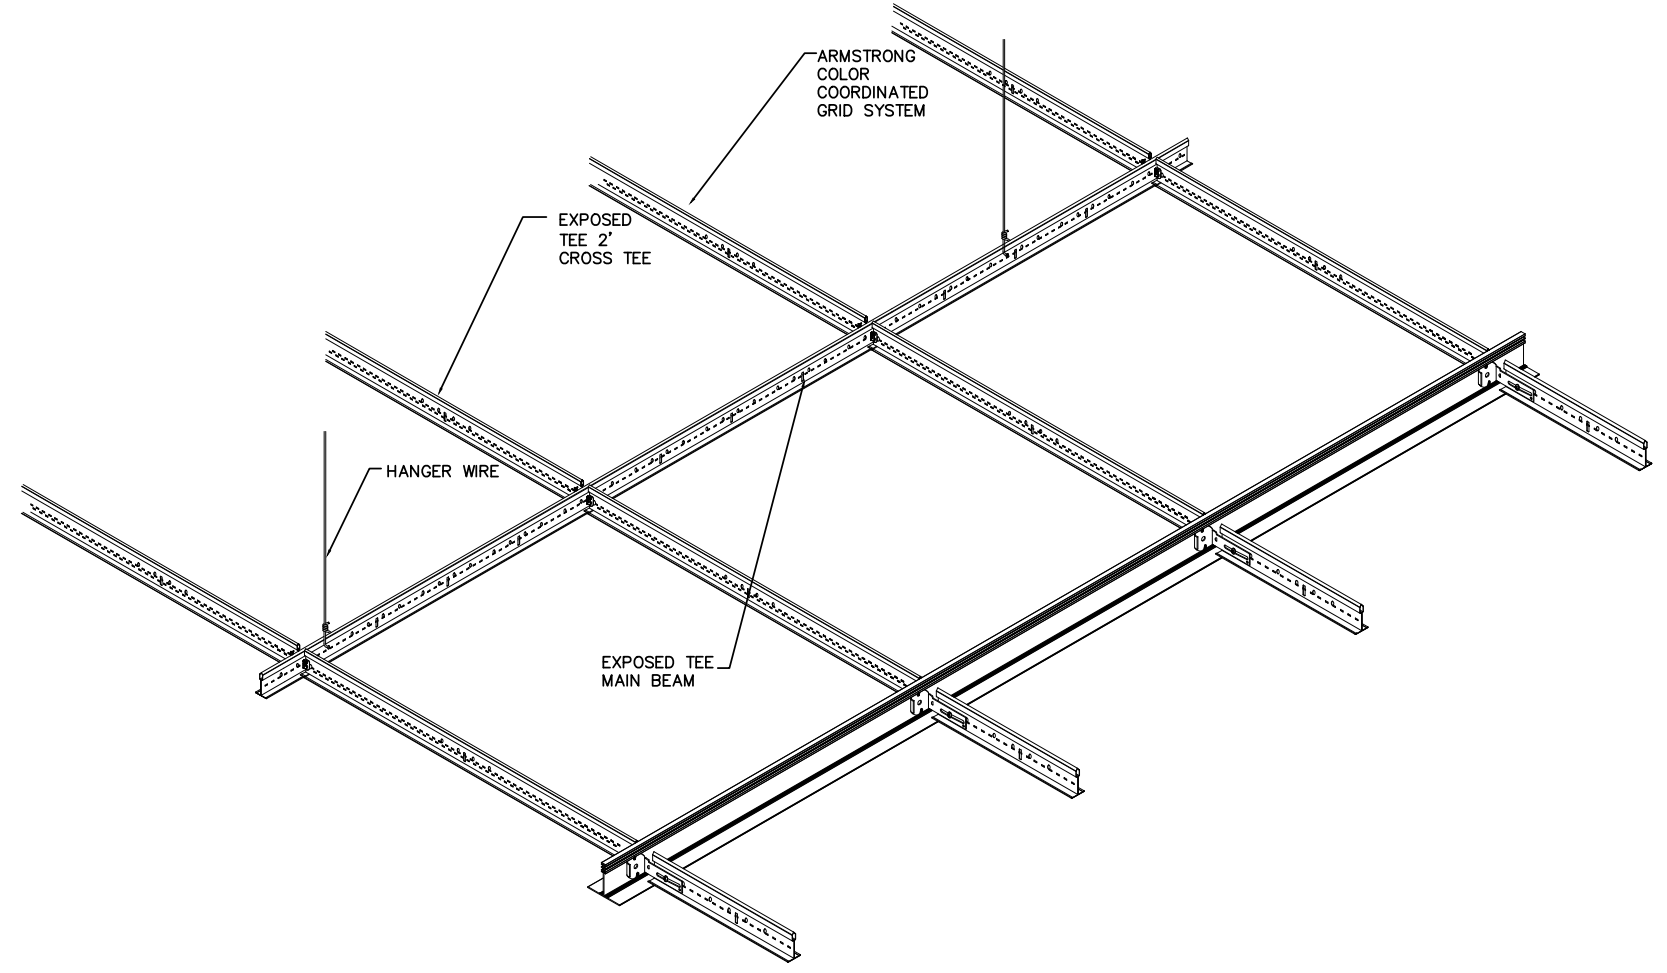 ARMSTRONG
COLOR
COORDINATED
GRID SYSTEM
EXPOSED
TEE 2'
CROSS TEE
HANGER WIRE
EXPOSED TEE
MAIN BEAM